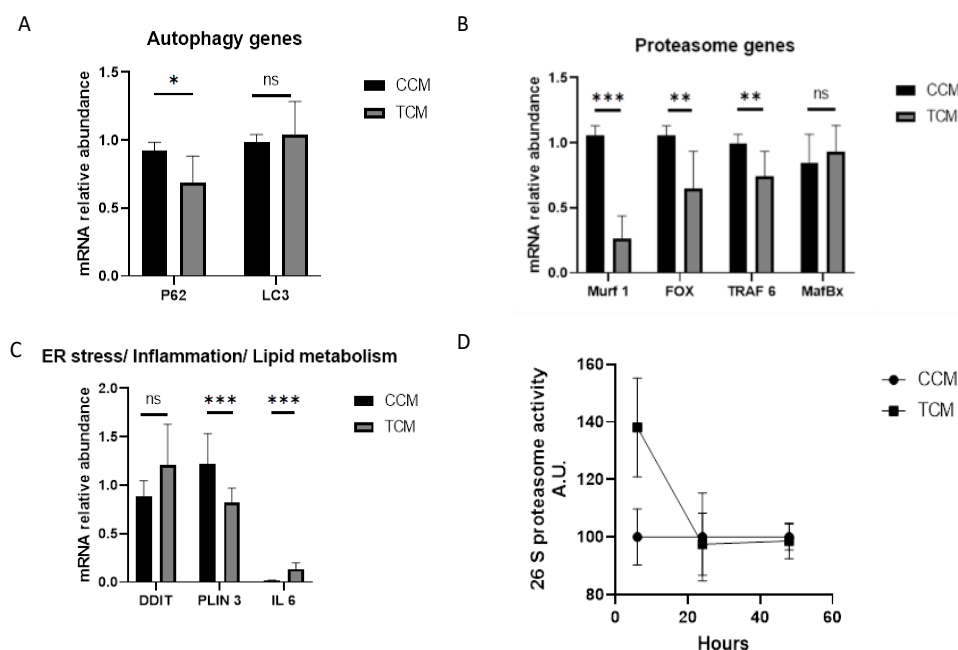 A
Autophagy genes
mRNA relative abundance
1.5
1.0
0.5
0.0
*
ns
P62
LC3
CCM
TCM
B
Proteasome genes
mRNA relative abundance
1.5
1.0
0.5
0.0
***
**
**
ns
Murf 1
FOX
TRAF 6
MafBx
CCM
TCM
C
ER stress/ Inflammation/ Lipid metabolism
mRNA relative abundance
2.0
1.5
1.0
0.5
0.0
ns
***
***
DDIT
PLIN 3
IL 6
CCM
TCM
D
26 S proteasome activity
A.U.
160
140
120
100
80
0
20
40
60
Hours
CCM
TCM